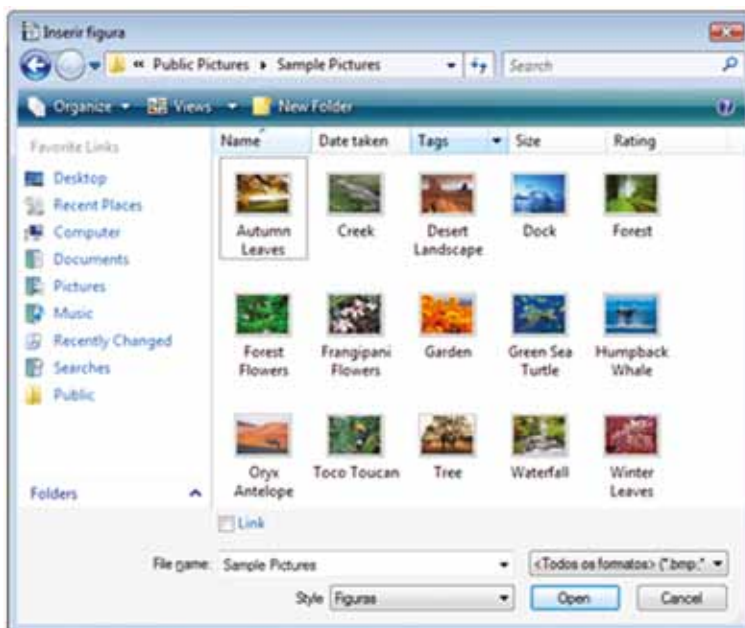 Inserir figura
« Public Pictures ▸ Sample Pictures Search
Organize Views New Folder
Favorite Links
Desktop
Recent Places
Computer
Documents
Pictures
Music
Recently Changed
Searches
Public
Folders
Name Date taken Tags Size Rating
Autumn Leaves
Creek
Desert Landscape
Dock
Forest
Forest Flowers
Frangipani Flowers
Garden
Green Sea Turtle
Humpback Whale
Oryx Antelope
Toco Toucan
Tree
Waterfall
Winter Leaves
Link
File name: Sample Pictures <Todos os formatos> (*.bmp;*
Style Figuras Open Cancel